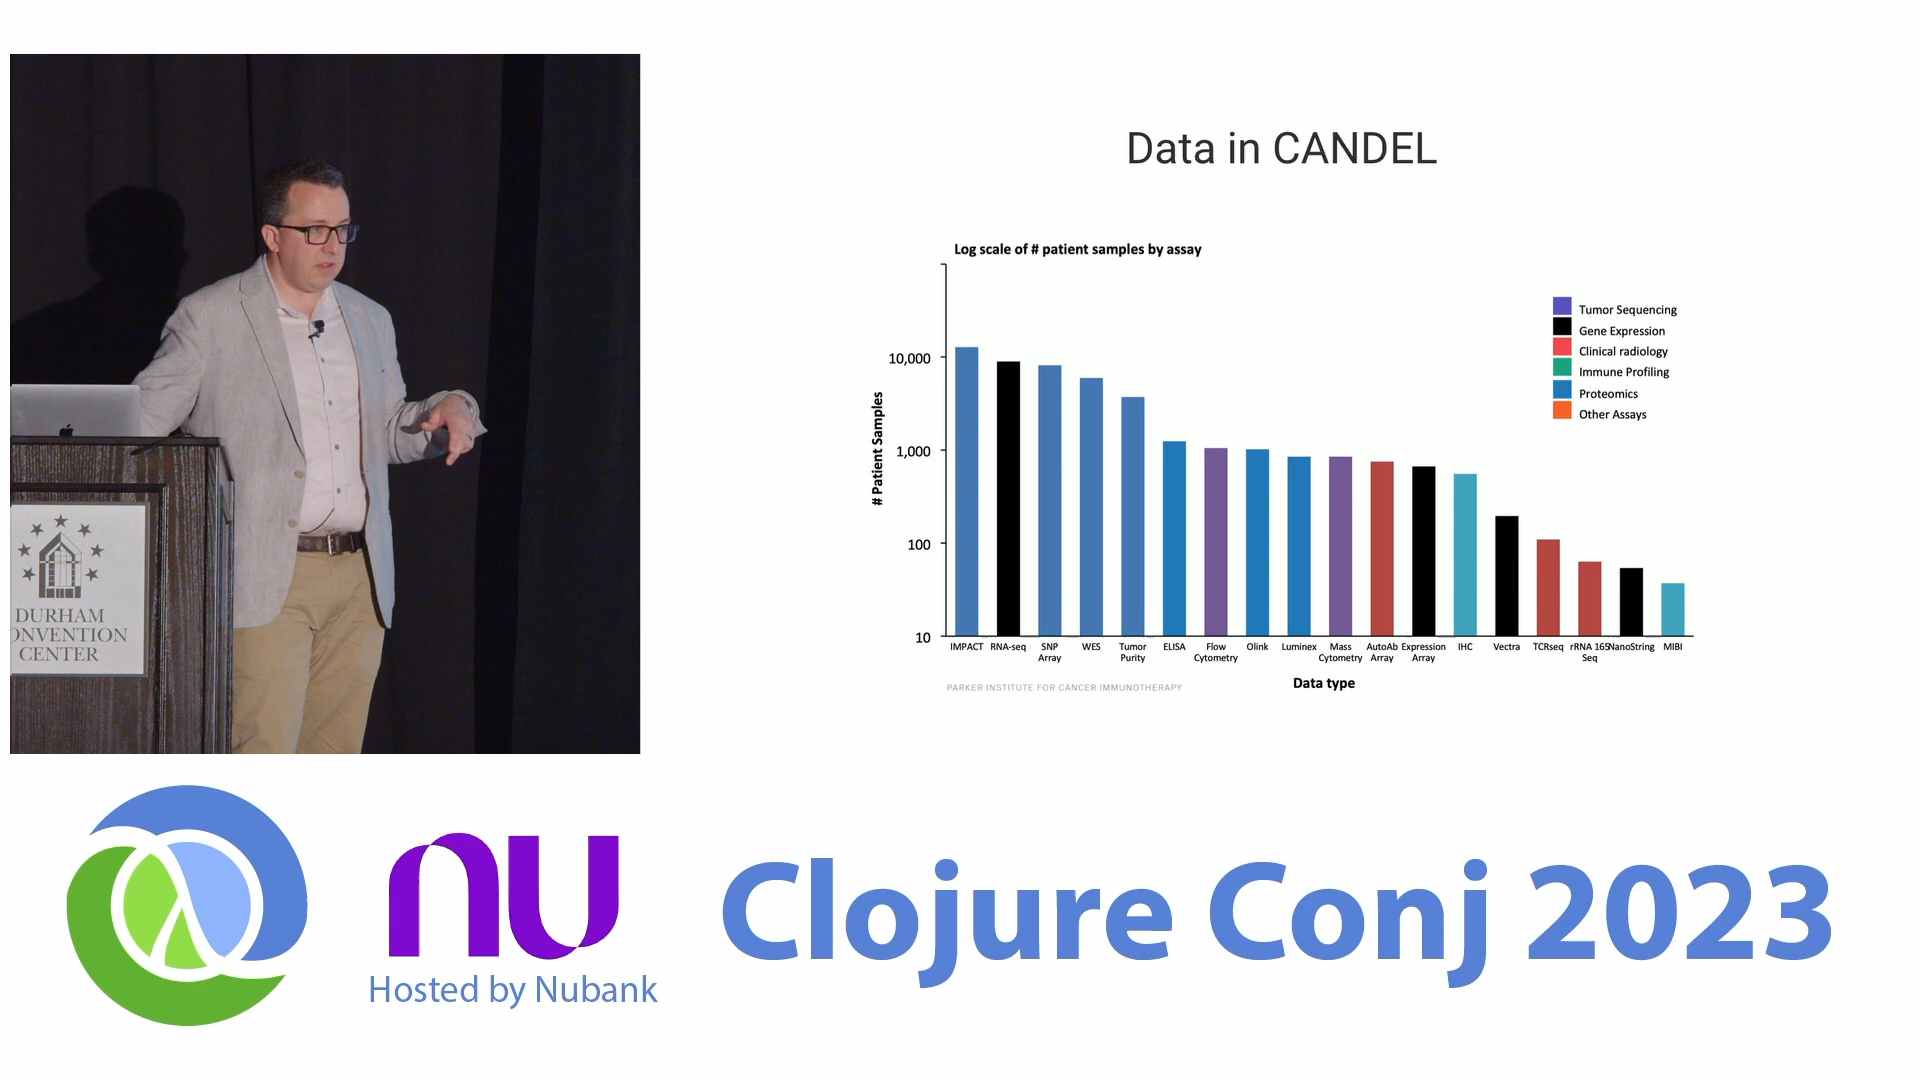 Data in CANDEL
Log scale of # patient samples by assay
# Patient Samples
10,000
1,000
100
10
Tumor Sequencing
Gene Expression
Clinical radiology
Immune Profiling
Proteomics
Other Assays
IMPACT
RNA-seq
SNP
Array
WES
Tumor
Purity
ELISA
Flow
Cytometry
Olink
Luminex
Mass
Cytometry
AutoAb
Array
Expression
Array
IHC
Vectra
TCRseq
rRNA 16S
Seq
NanoString
MIBI
Data type
PARKER INSTITUTE FOR CANCER IMMUNOTHERAPY
DURHAM
ONVENTION
CENTER
nu
Hosted by Nubank
Clojure Conj 2023